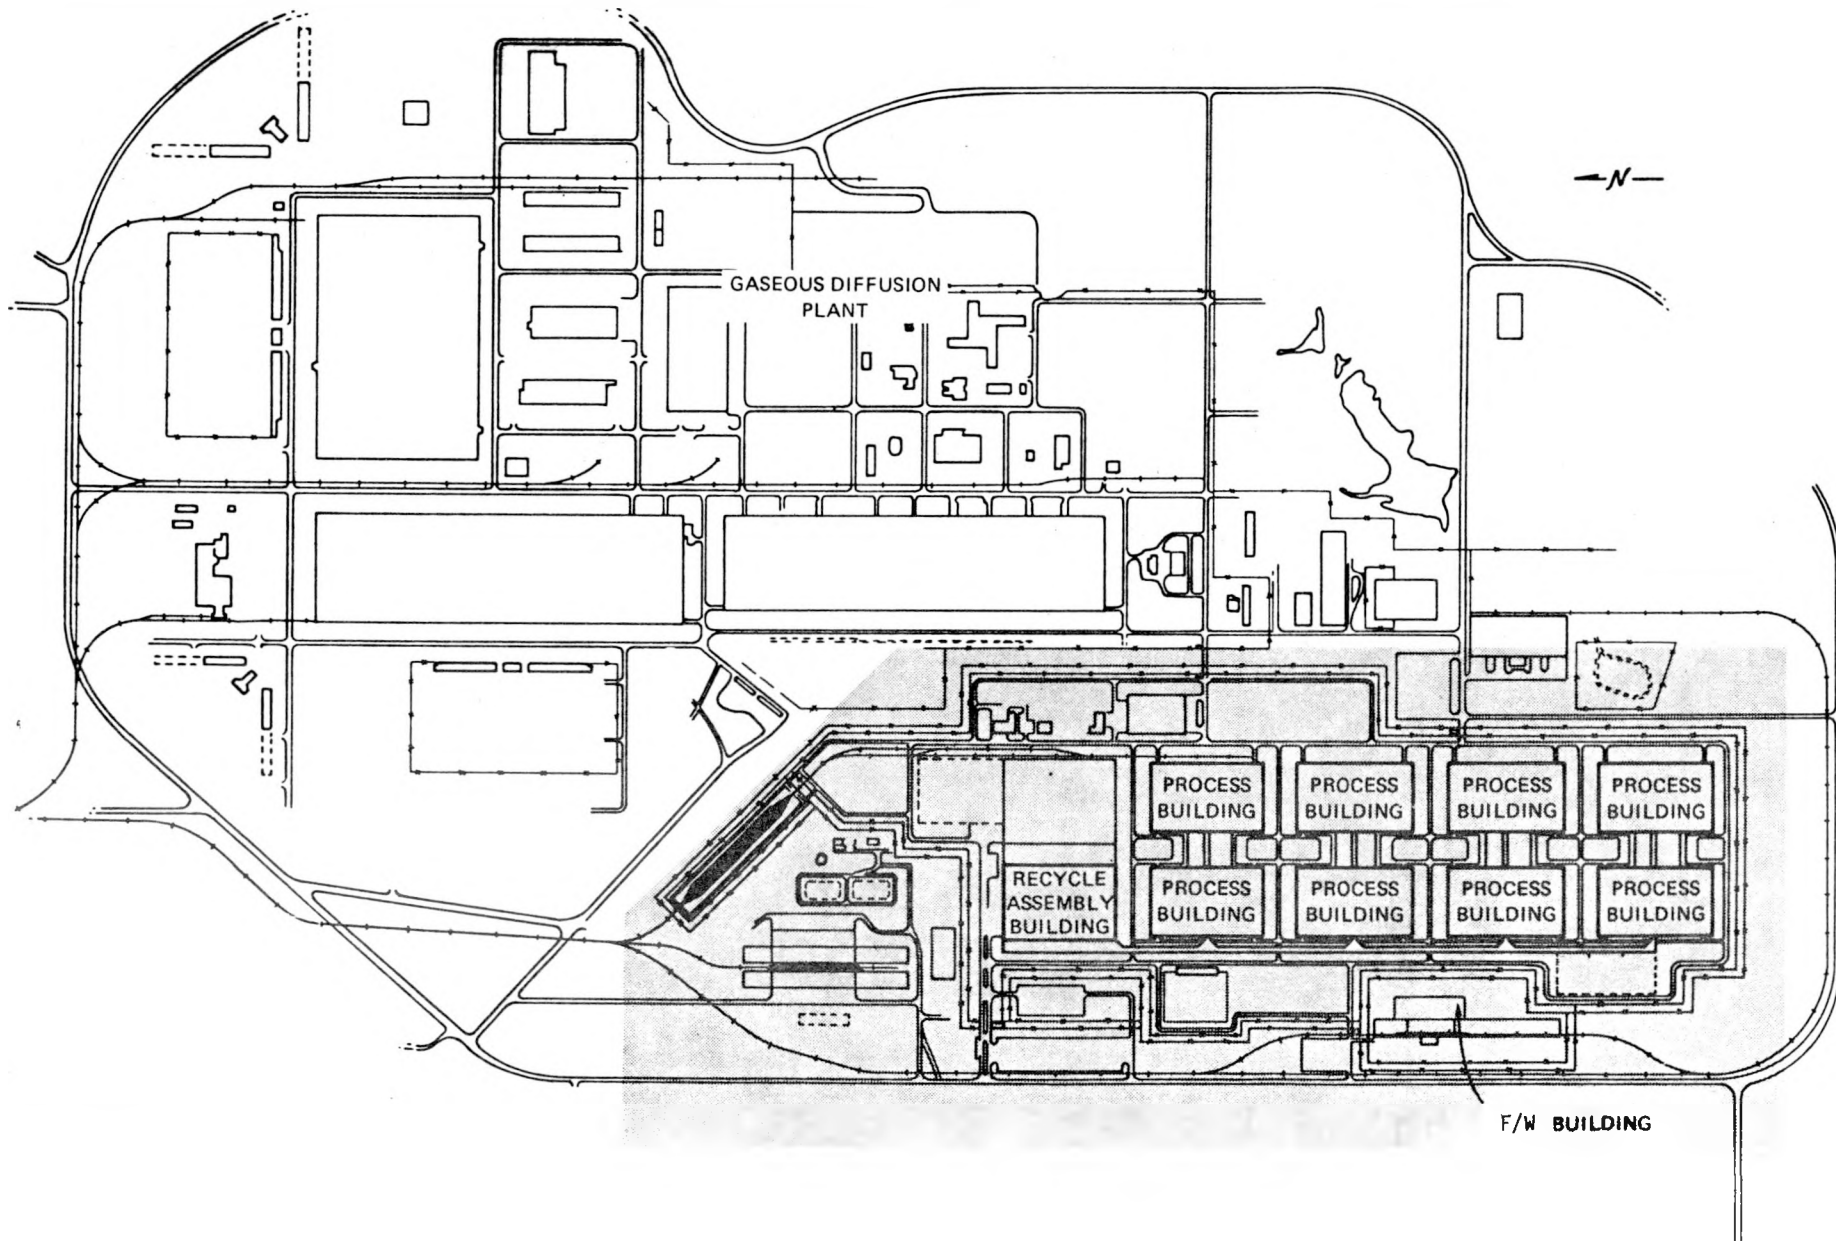 N
GASEOUS DIFFUSION
PLANT
PROCESS
BUILDING
PROCESS
BUILDING
PROCESS
BUILDING
PROCESS
BUILDING
RECYCLE
ASSEMBLY
BUILDING
PROCESS
BUILDING
PROCESS
BUILDING
PROCESS
BUILDING
PROCESS
BUILDING
F/W BUILDING